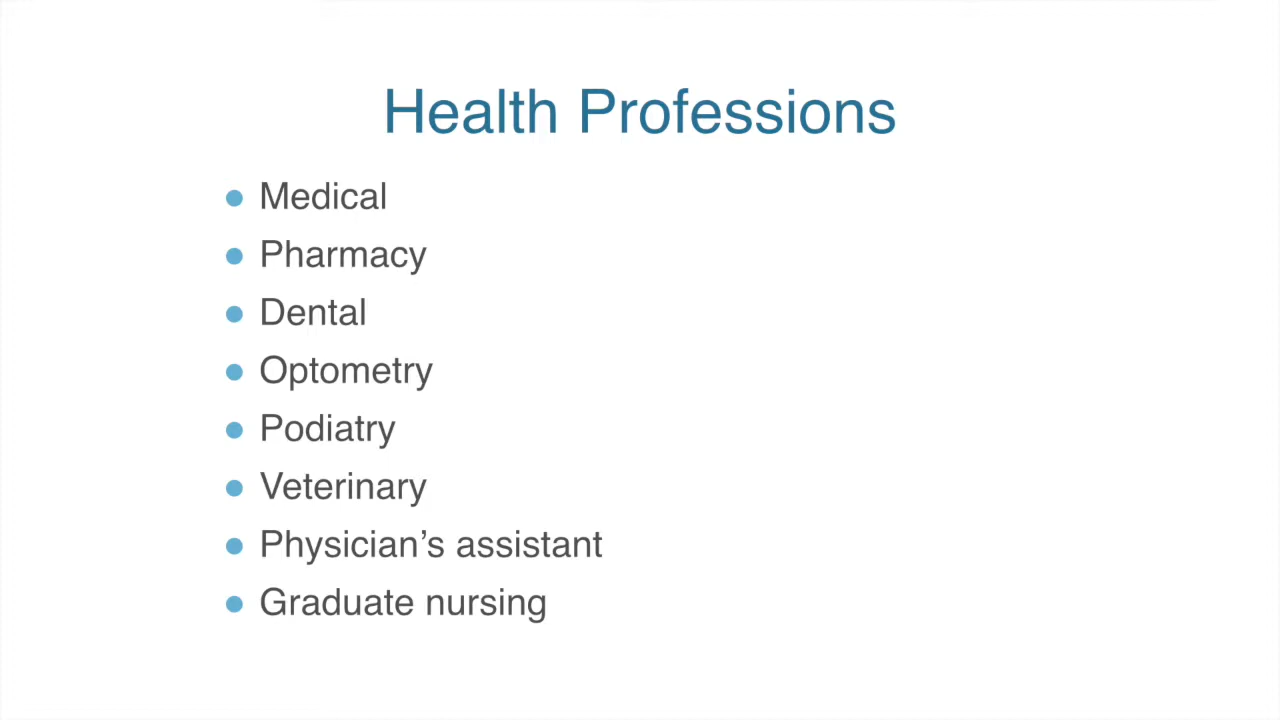 Health Professions
• Medical
• Pharmacy
• Dental
• Optometry
• Podiatry
• Veterinary
• Physician’s assistant
• Graduate nursing